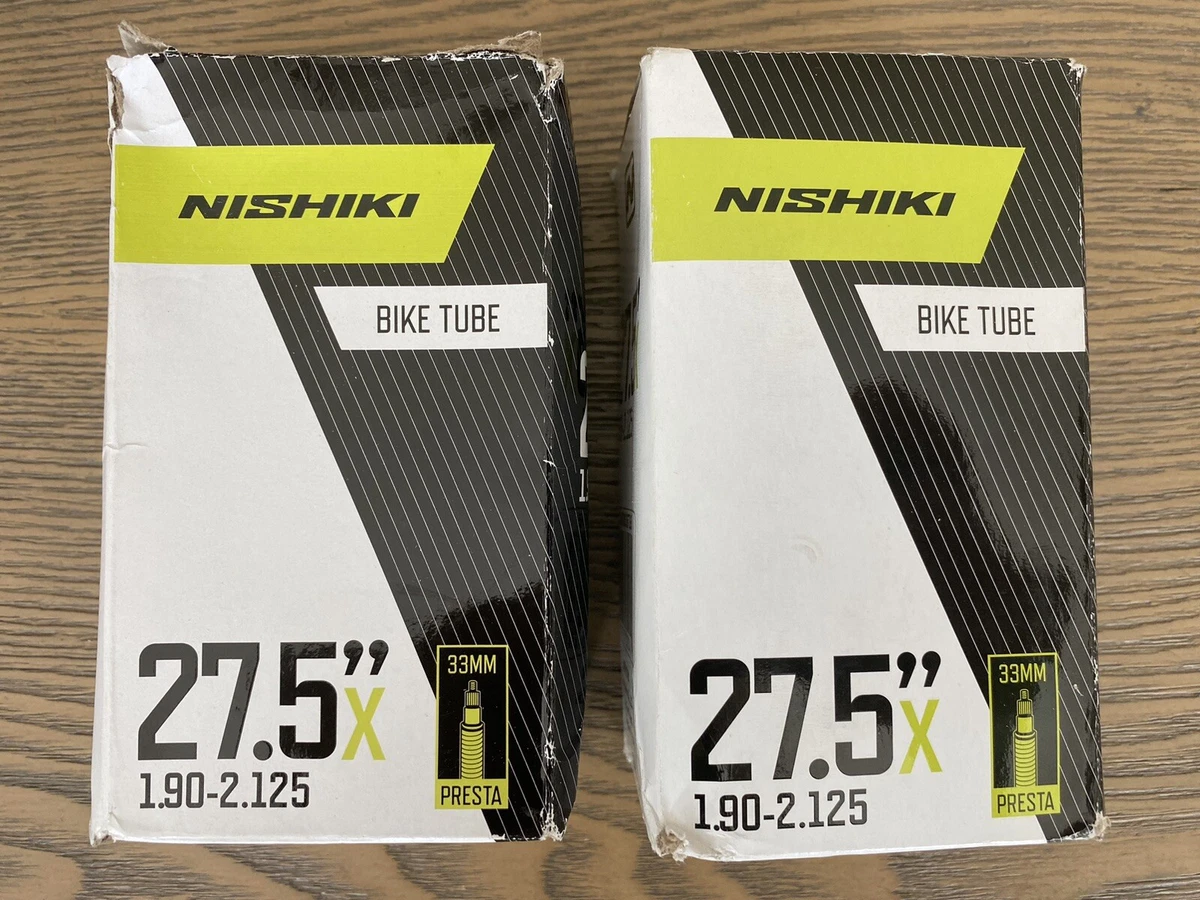 NISHIKI
BIKE TUBE
27.5”X
1.90-2.125
33MM
PRESTA
NISHIKI
BIKE TUBE
27.5”X
1.90-2.125
33MM
PRESTA